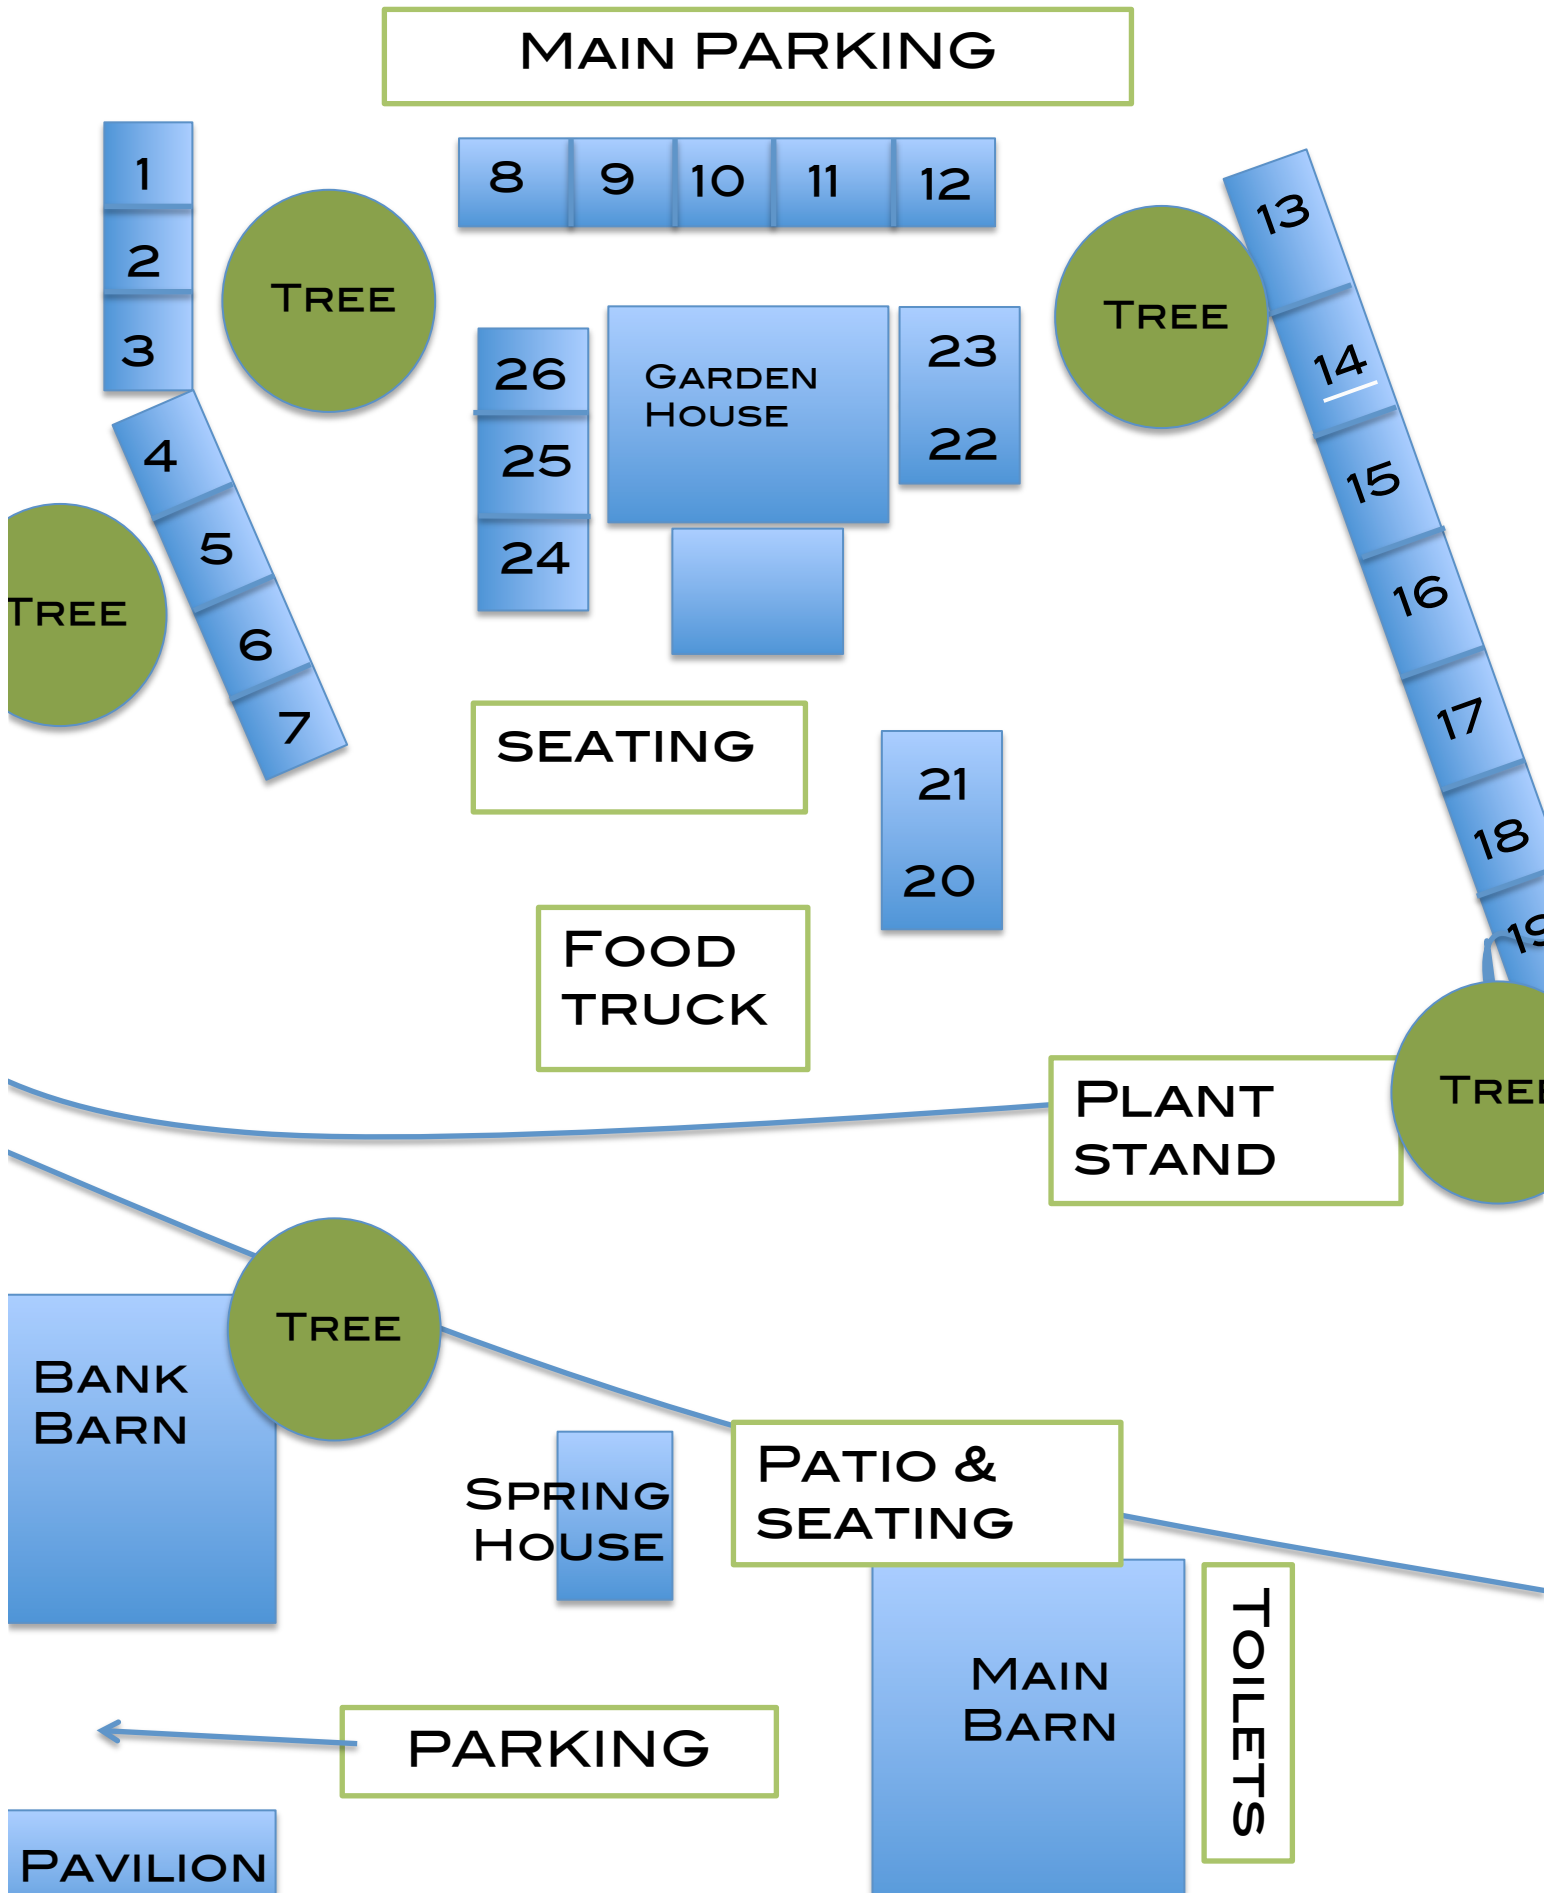 Main PARKING
1
8
9
10
11
12
2
13
Tree
Tree
3
26
Garden
House
23
14
4
25
22
15
5
24
Tree
16
6
7
SEATING
17
21
18
20
19
Food
truck
Plant
stand
Tree
Tree
Bank
Barn
Spring
House
Patio &
seating
Main
Barn
Toilets
PARKING
Pavilion